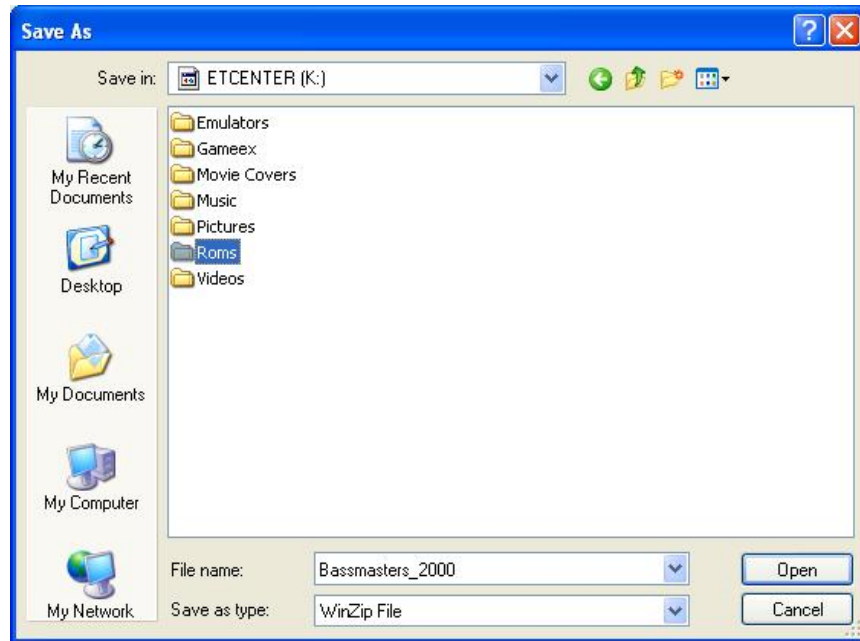 Save As
Save in:
ETCENTER (K:)
My Recent
Documents
Desktop
My Documents
My Computer
My Network
Emulators
Gameex
Movie Covers
Music
Pictures
Roms
Videos
File name:
Bassmasters_2000
Open
Save as type:
WinZip File
Cancel